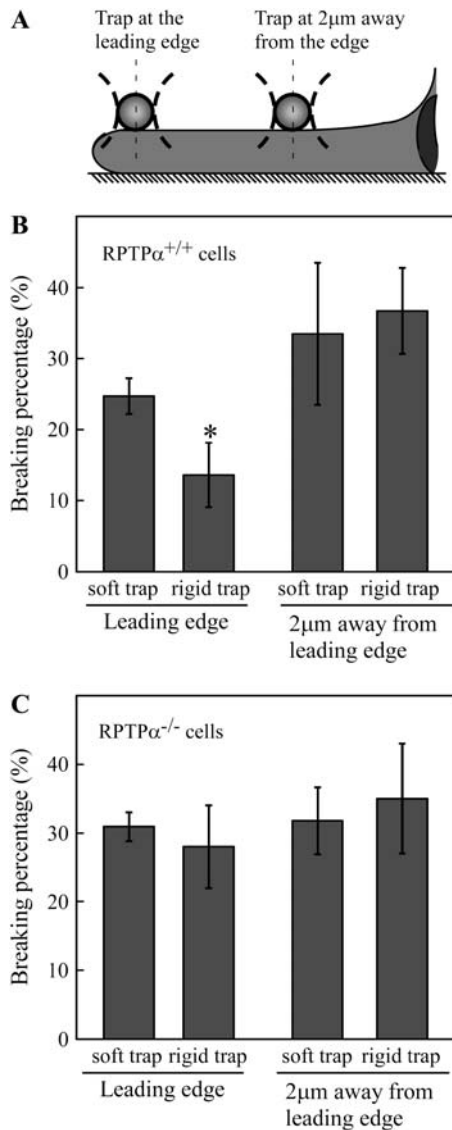 A
Trap at the
leading edge
Trap at 2μm away
from the edge
B
RPTPα+/+ cells
Breaking percentage (%)
40
30
20
10
0
*
soft trap rigid trap soft trap rigid trap
Leading edge
2μm away from
leading edge
C
RPTPα-/- cells
Breaking percentage (%)
40
30
20
10
0
soft trap rigid trap soft trap rigid trap
Leading edge
2μm away from
leading edge